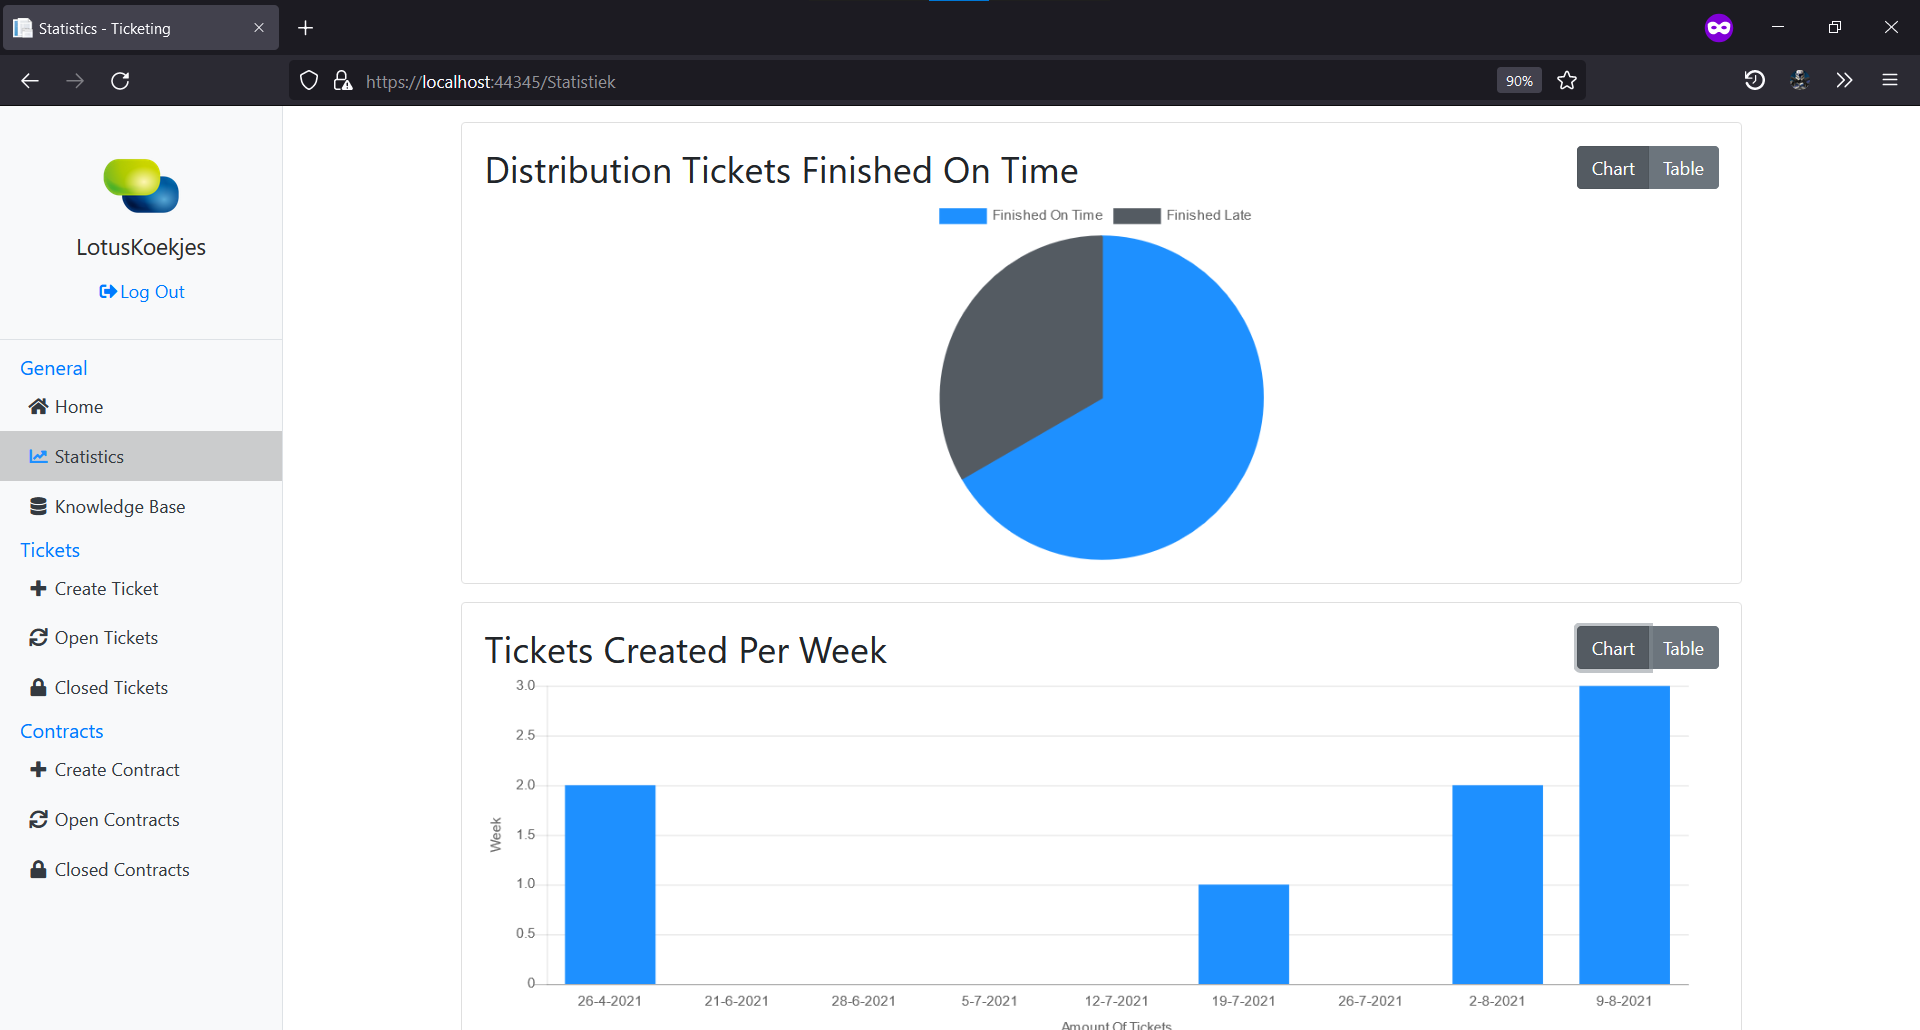 Statistics - Ticketing
https://localhost:44345/Statistiek
90%
LotusKoekjes
Log Out
General
Home
Statistics
Knowledge Base
Tickets
Create Ticket
Open Tickets
Closed Tickets
Contracts
Create Contract
Open Contracts
Closed Contracts
Distribution Tickets Finished On Time
Chart Table
Finished On Time Finished Late
Tickets Created Per Week
Chart Table
3.0
2.5
2.0
1.5
1.0
0.5
0
Week
26-4-2021 21-6-2021 28-6-2021 5-7-2021 12-7-2021 19-7-2021 26-7-2021 2-8-2021 9-8-2021
Amount Of Tickets